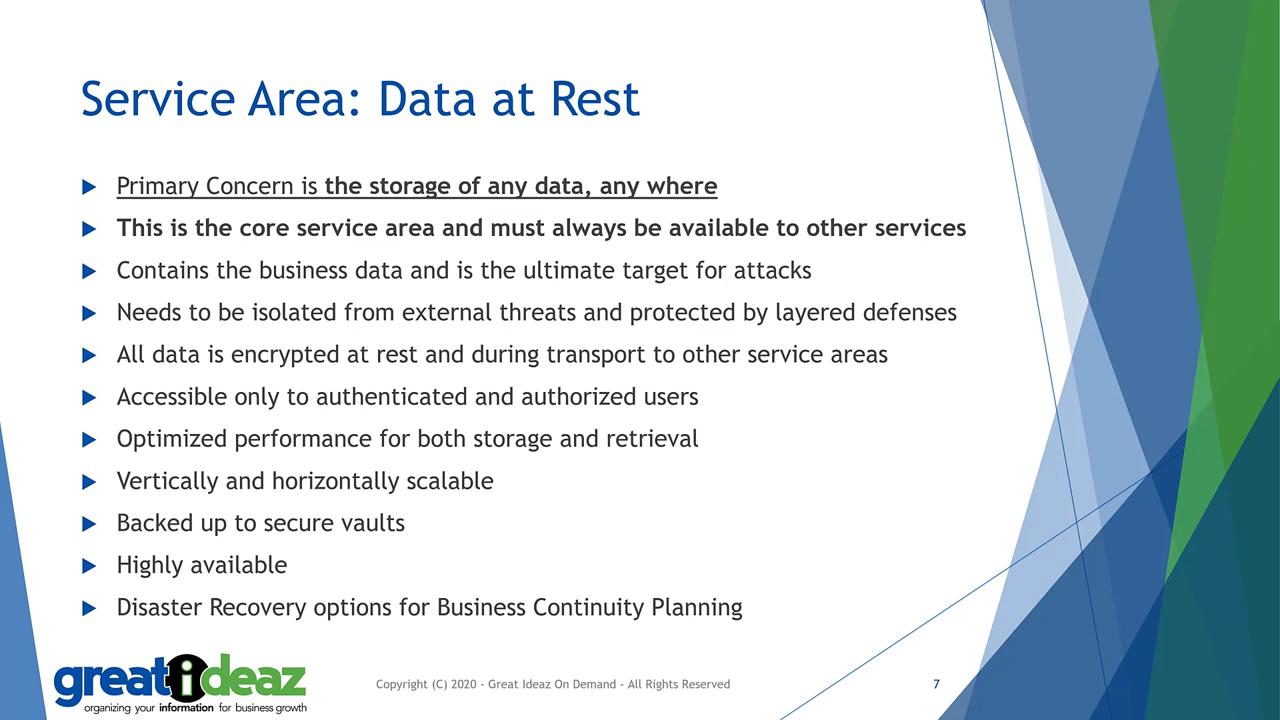 Service Area: Data at Rest
Primary Concern is the storage of any data, any where
This is the core service area and must always be available to other services
Contains the business data and is the ultimate target for attacks
Needs to be isolated from external threats and protected by layered defenses
All data is encrypted at rest and during transport to other service areas
Accessible only to authenticated and authorized users
Optimized performance for both storage and retrieval
Vertically and horizontally scalable
Backed up to secure vaults
Highly available
Disaster Recovery options for Business Continuity Planning
greatideaz
organizing your information for business growth
Copyright (C) 2020 - Great Ideaz On Demand - All Rights Reserved
7